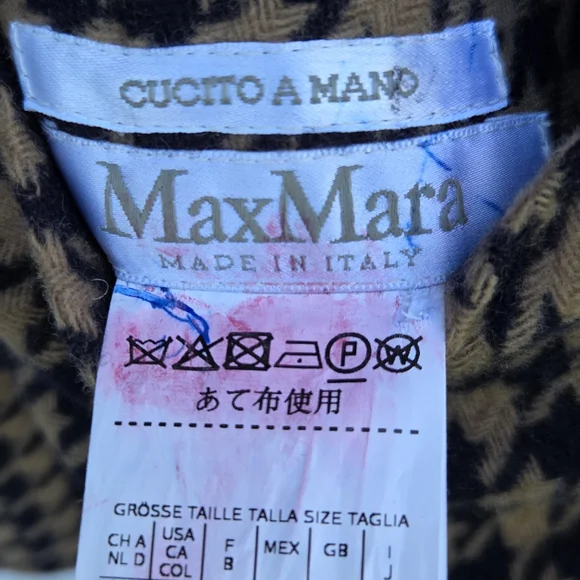 CUCITO A MANO
MaxMara
MADE IN ITALY
P W
あて布使用
GRÖSSE TAILLE TALLA SIZE TAGLIA
CH A NL D
USA CA COL
F B
MEX
GB
I J